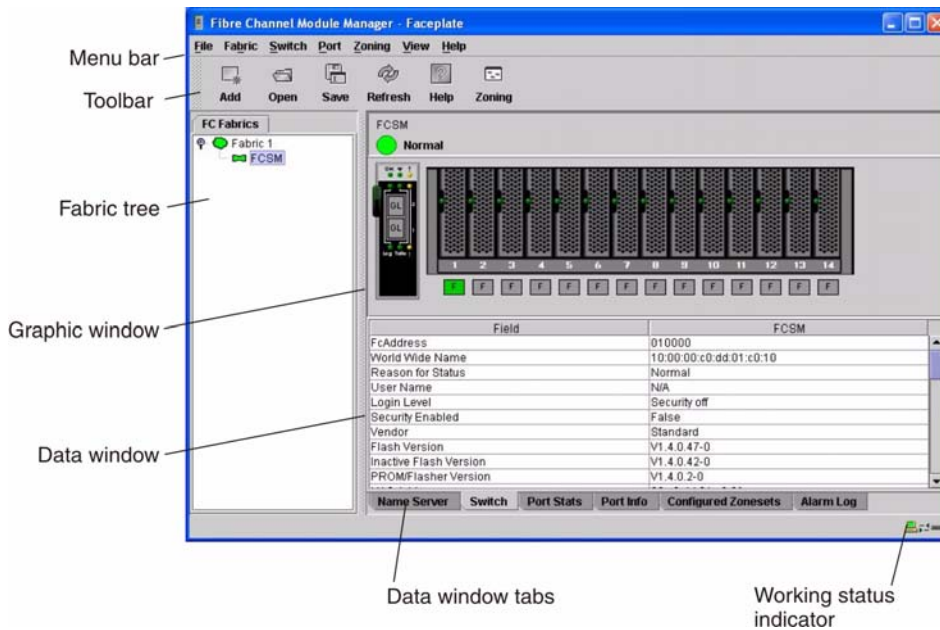 Fibre Channel Module Manager - Faceplate
File Fabric Switch Port Zoning View Help
Menu bar
Add Open Save Refresh Help Zoning
Toolbar
FC Fabrics
Fabric 1
FCSM
Fabric tree
FCSM
Normal
OK !
GL
GL
1 2 3 4 5 6 7 8 9 10 11 12 13 14
F F F F F F F F F F F F F F
Graphic window
Field FCSM
FcAddress 010000
World Wide Name 10:00:00:c0:dd:01:c0:10
Reason for Status Normal
User Name N/A
Login Level Security off
Security Enabled False
Vendor Standard
Flash Version V1.4.0.47-0
Inactive Flash Version V1.4.0.42-0
PROM/Flasher Version V1.4.0.2-0
Data window
Name Server Switch Port Stats Port Info Configured Zonesets Alarm Log
Data window tabs
Working status
indicator